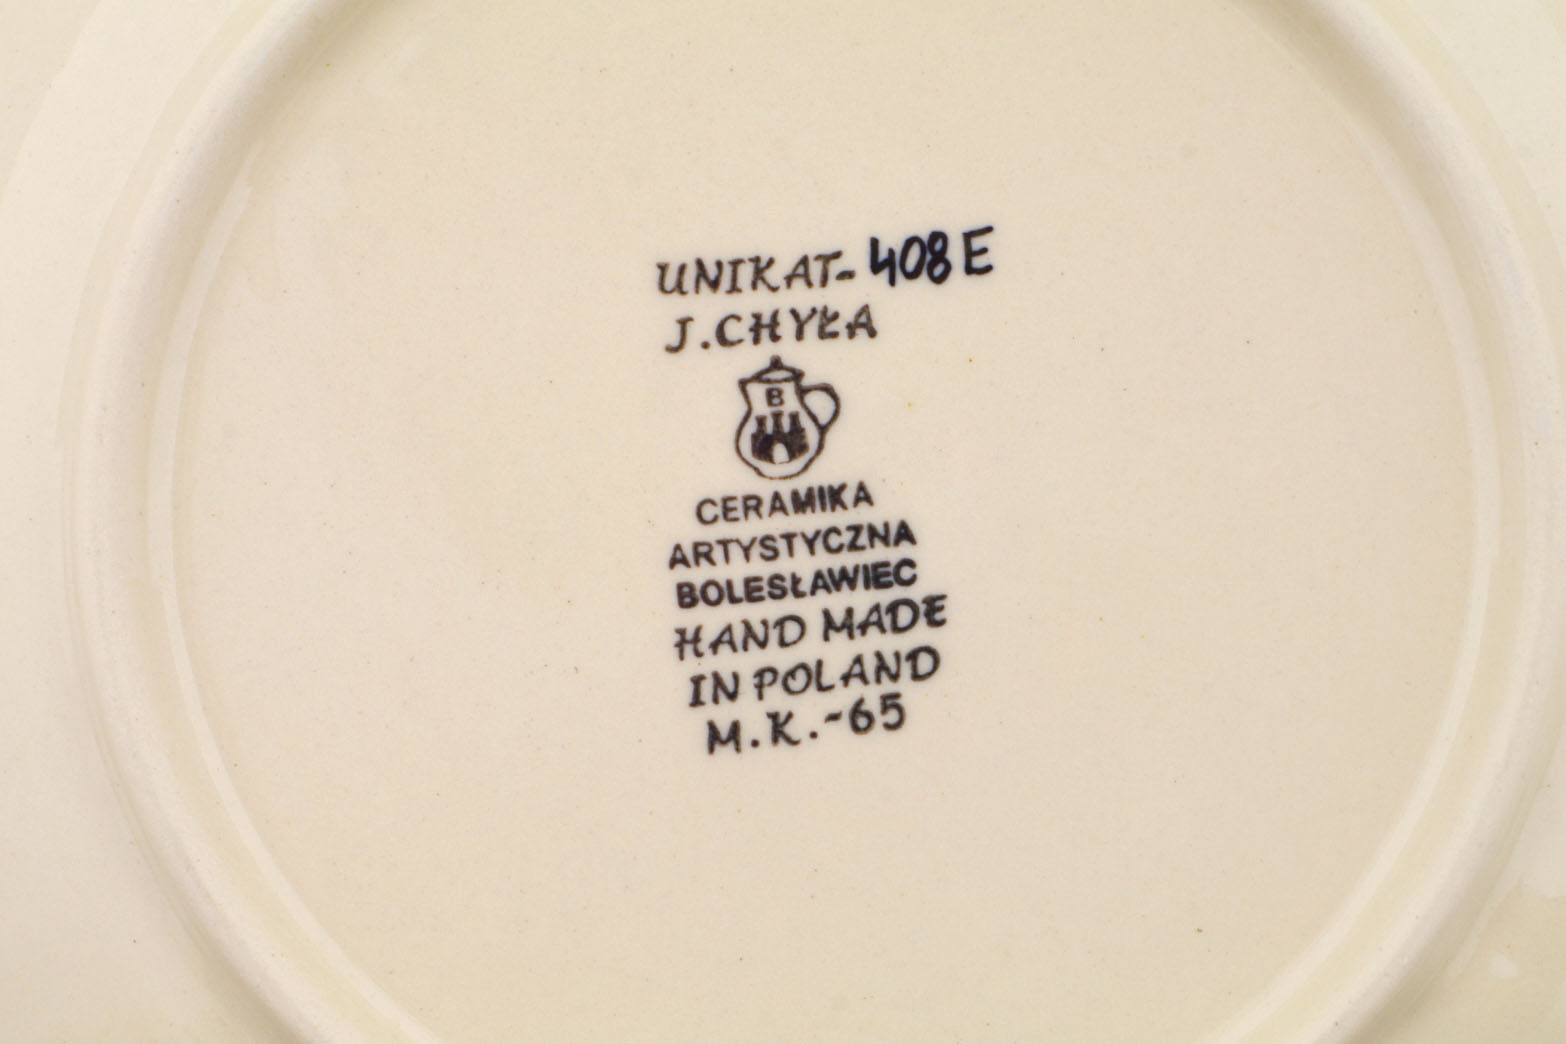 UNIKAT-408E
J.CHYŁA
B
CERAMIKA
ARTYSTYCZNA
BOLESŁAWIEC
HAND MADE
IN POLAND
M.K.-65